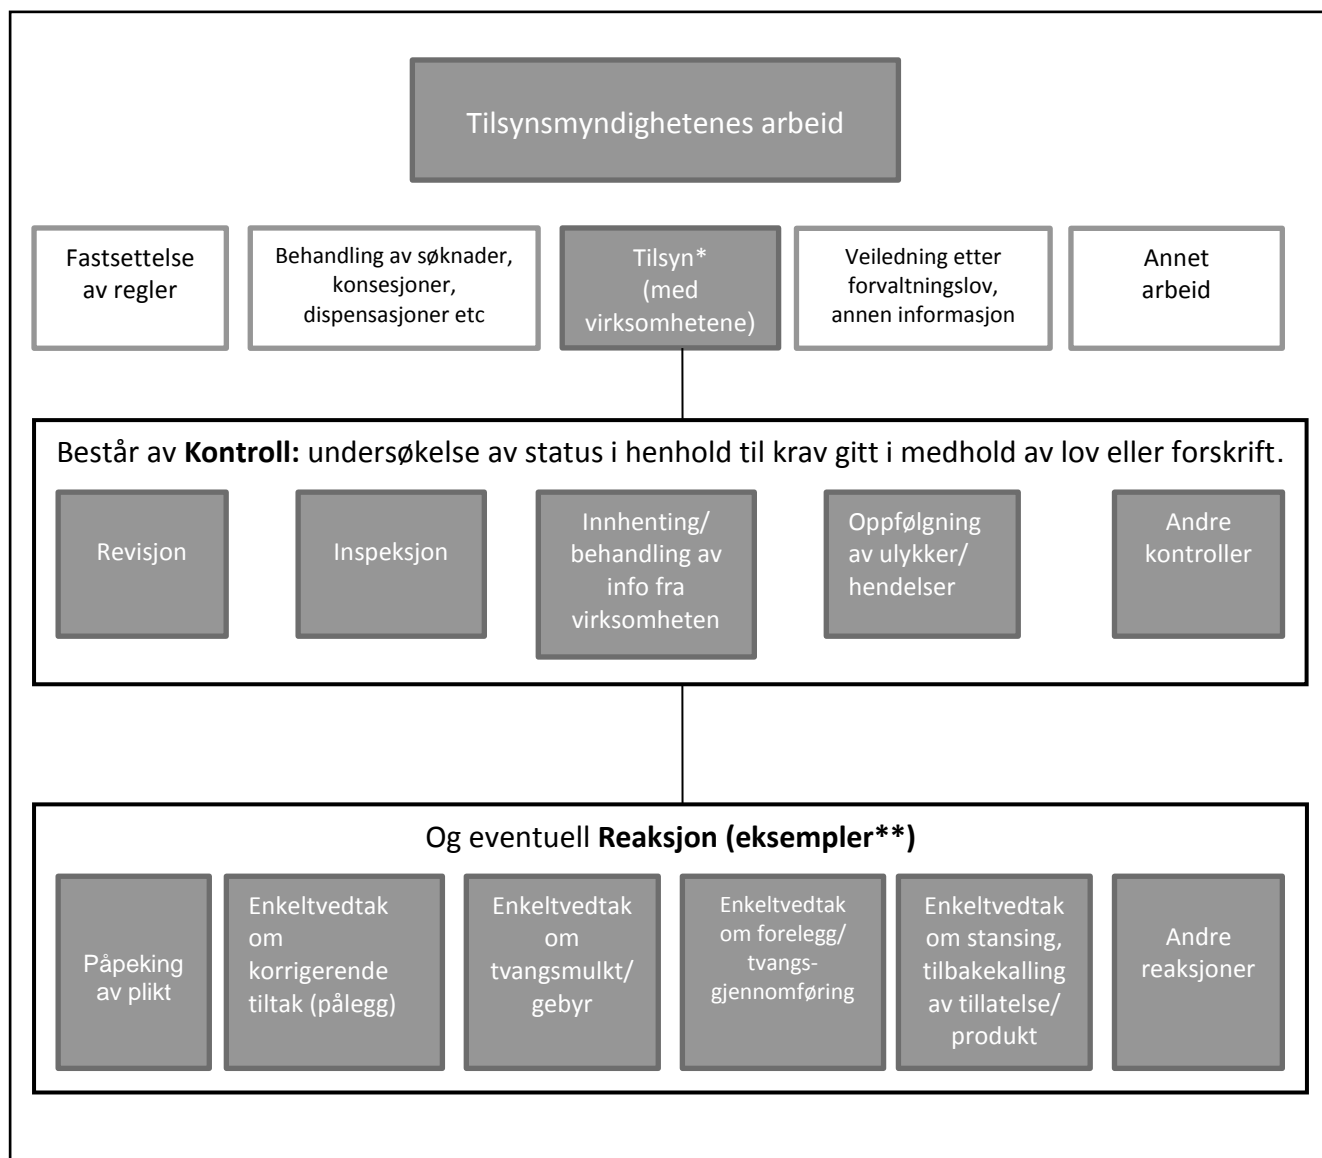 Tilsynsmyndighetenes arbeid
Fastsettelse
av regler
Behandling av søknader,
konsesjoner,
dispensasjoner etc
Tilsyn*
(med
virksomhetene)
Veiledning etter
forvaltningslov,
annen informasjon
Annet
arbeid
Består av Kontroll: undersøkelse av status i henhold til krav gitt i medhold av lov eller forskrift.
Revisjon
Inspeksjon
Innhenting/
behandling av
info fra
virksomheten
Oppfølgning
av ulykker/
hendelser
Andre
kontroller
Og eventuell Reaksjon (eksempler**)
Påpeking
av plikt
Enkeltvedtak
om
korrigerende
tiltak (pålegg)
Enkeltvedtak
om
tvangsmulkt/
gebyr
Enkeltvedtak
om forelegg/
tvangs-
gjennomføring
Enkeltvedtak
om stansing,
tilbakekalling
av tillatelse/
produkt
Andre
reaksjoner